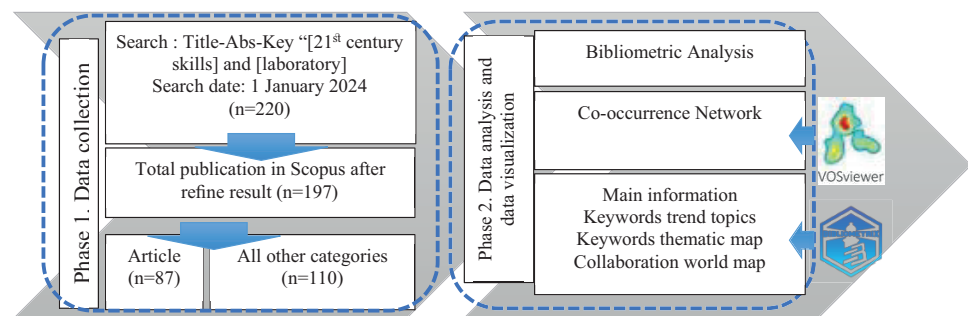 Phase 1. Data collection
Search : Title-Abs-Key “[21st century
skills] and [laboratory]
Search date: 1 January 2024
(n=220)
Total publication in Scopus after
refine result (n=197)
Article
(n=87)
All other categories
(n=110)
Phase 2. Data analysis and
data visualization
Bibliometric Analysis
Co-occurrence Network
Main information
Keywords trend topics
Keywords thematic map
Collaboration world map
VOSviewer